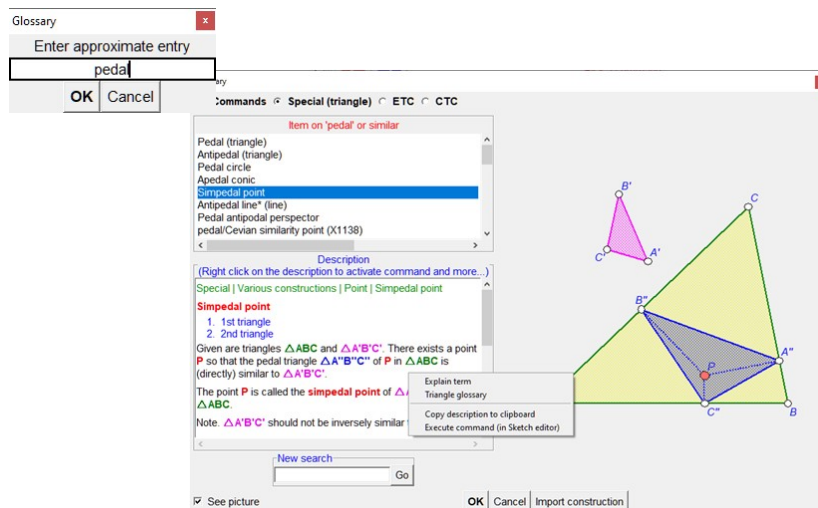 Glossary
x
Enter approximate entry
pedal
OK Cancel
ary
Commands Special (triangle) ETC CTC
Item on 'pedal' or similar
Pedal (triangle)
Antipedal (triangle)
Pedal circle
Apedal conic
Simpedal point
Antipedal line* (line)
Pedal antipodal perspector
pedal/Cevian similarity point (X1138)
Description
(Right click on the description to activate command and more...)
Special | Various constructions | Point | Simpedal point
Simpedal point
1. 1st triangle
2. 2nd triangle
Given are triangles △ABC and △A'B'C'. There exists a point
P so that the pedal triangle △A"B"C" of P in △ABC is
(directly) similar to △A'B'C'.
The point P is called the simpedal point of △
△ABC.
Note. △A'B'C' should not be inversely similar
Explain term
Triangle glossary
Copy description to clipboard
Execute command (in Sketch editor)
New search
Go
See picture
OK Cancel Import construction
B'
C'
A'
C
B"
A"
P
C"
B